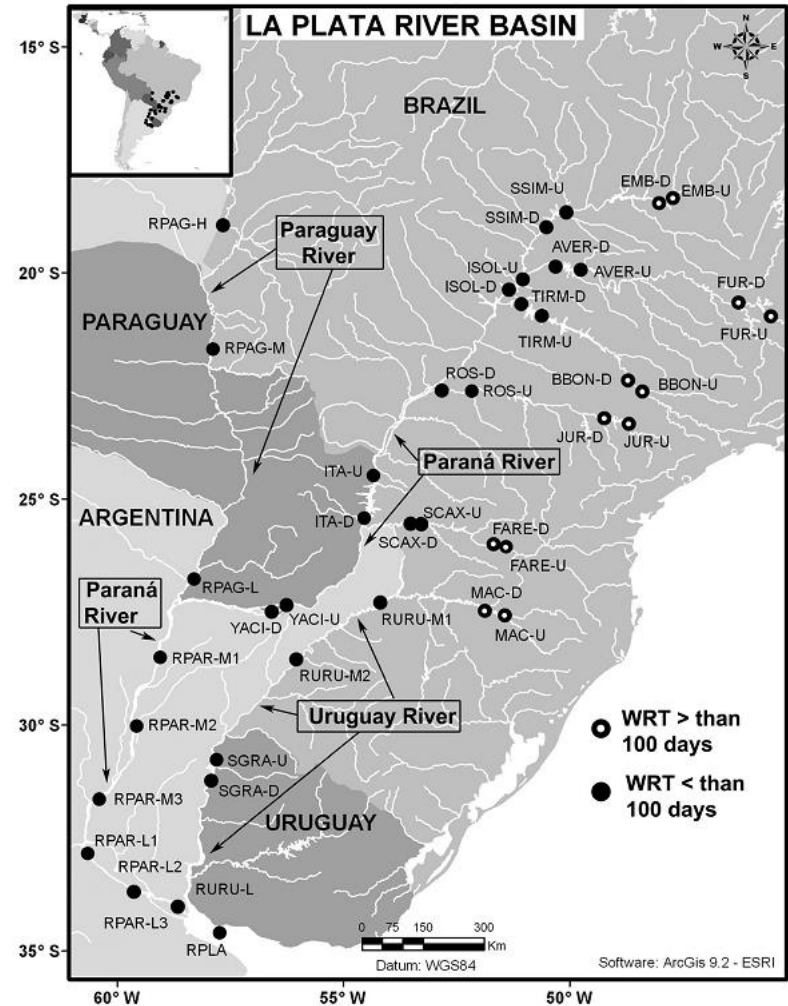 LA PLATA RIVER BASIN
15° S
N
W
E
S
BRAZIL
EMB-D
EMB-U
SSIM-U
SSIM-D
RPAG-H
Paraguay
River
AVER-D
AVER-U
ISOL-U
ISOL-D
20° S
TIRM-D
TIRM-U
FUR-D
FUR-U
PARAGUAY
RPAG-M
ROS-D
ROS-U
BBON-D
BBON-U
JUR-D
JUR-U
ITA-U
Paraná River
25° S
ARGENTINA
ITA-D
SCAX-U
SCAX-D
FARE-D
FARE-U
RPAG-L
MAC-D
MAC-U
Paraná
River
YACI-U
YACI-D
RURU-M1
RPAR-M1
RURU-M2
RPAR-M2
30° S
Uruguay River
WRT > than
100 days
SGRA-U
SGRA-D
WRT < than
100 days
RPAR-M3
URUGUAY
RPAR-L1
RPAR-L2
RURU-L
RPAR-L3
RPLA
0 75 150 300
Km
Datum: WGS84
Software: ArcGis 9.2 - ESRI
35° S
60° W
55° W
50° W